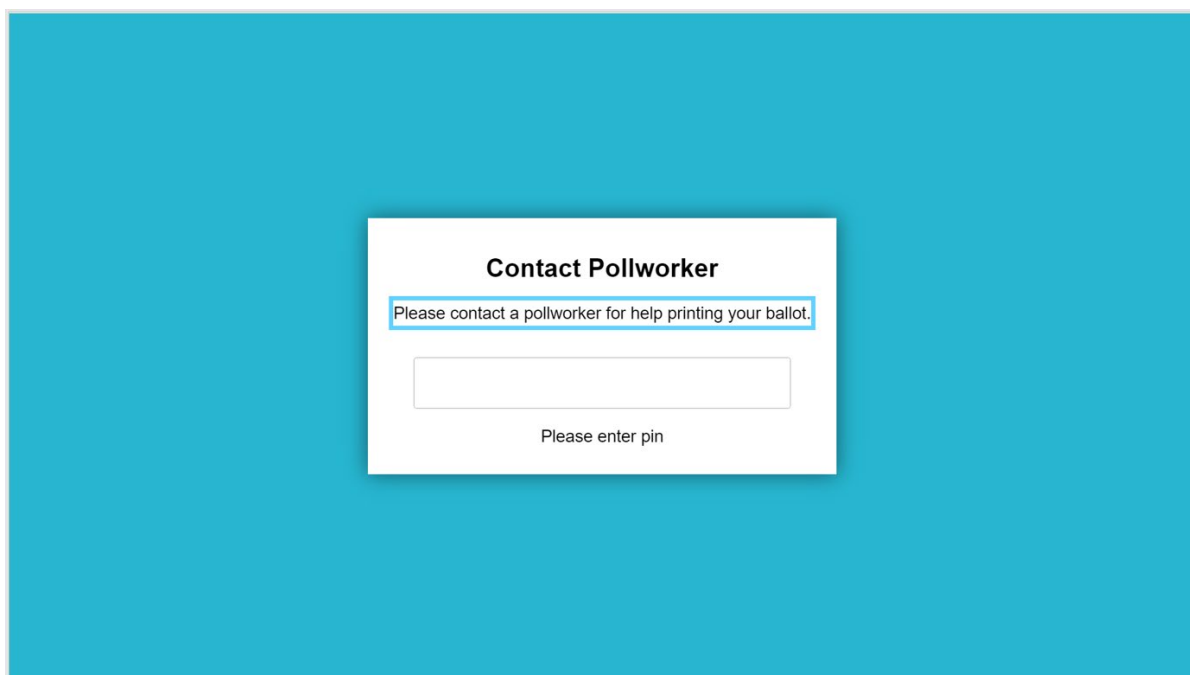 Contact Pollworker
Please contact a pollworker for help printing your ballot.
Please enter pin